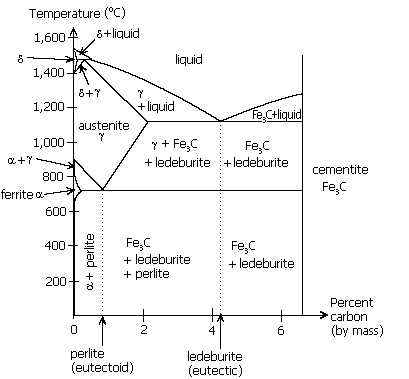 Temperature (°C)
1,600
δ+liquid
liquid
δ
1,400
δ+γ
γ
+ liquid
1,200
Fe₃C+liquid
austenite
γ
γ + Fe₃C
+ ledeburite
Fe₃C
+ ledeburite
1,000
α+γ
cementite
Fe₃C
800
ferrite α
600
α + perlite
Fe₃C
+ ledeburite
+ perlite
Fe₃C
+ ledeburite
400
200
0
2
4
6
Percent
carbon
(by mass)
perlite
(eutectoid)
ledeburite
(eutectic)